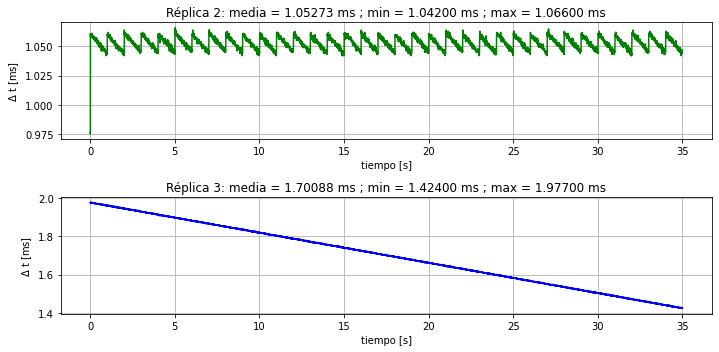 Réplica 2: media = 1.05273 ms ; min = 1.04200 ms ; max = 1.06600 ms
1.050
1.025
1.000
0.975
Δ t [ms]
0 5 10 15 20 25 30 35
tiempo [s]
Réplica 3: media = 1.70088 ms ; min = 1.42400 ms ; max = 1.97700 ms
2.0
1.8
1.6
1.4
Δ t [ms]
0 5 10 15 20 25 30 35
tiempo [s]